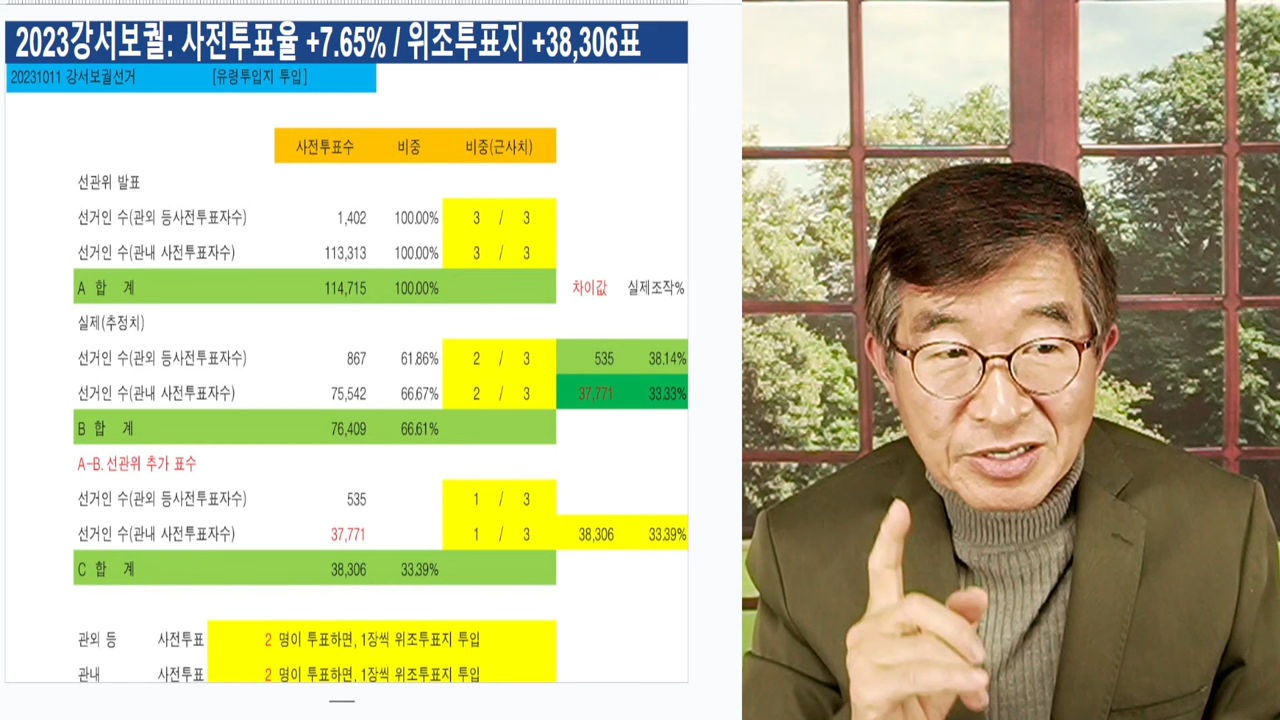 2023강서보궐: 사전투표율 +7.65% / 위조투표지 +38,306표
20231011 강서보궐선거 [유령투입지 투입]
사전투표수 비중 비중(근사치)
선관위 발표
선거인 수(관외 등사전투표자수) 1,402 100.00% 3 / 3
선거인 수(관내 사전투표자수) 113,313 100.00% 3 / 3
A 합 계 114,715 100.00% 차이값 실제조작%
실제(추정치)
선거인 수(관외 등사전투표자수) 867 61.86% 2 / 3 535 38.14%
선거인 수(관내 사전투표자수) 75,542 66.67% 2 / 3 37,771 33.33%
B 합 계 76,409 66.61%
A-B. 선관위 추가 표수
선거인 수(관외 등사전투표자수) 535 1 / 3
선거인 수(관내 사전투표자수) 37,771 1 / 3 38,306 33.39%
C 합 계 38,306 33.39%
관외 등 사전투표 2 명이 투표하면, 1장씩 위조투표지 투입
관내 사전투표 2 명이 투표하면, 1장씩 위조투표지 투입